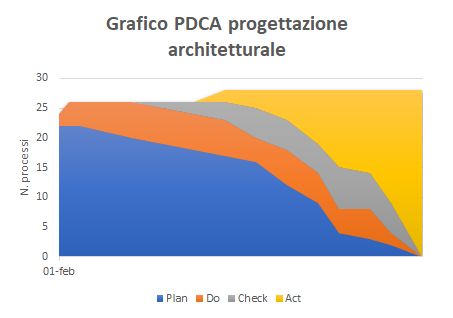 Grafico PDCA progettazione
architetturale
30
25
20
15
10
5
0
N. processi
01-feb
Plan Do Check Act